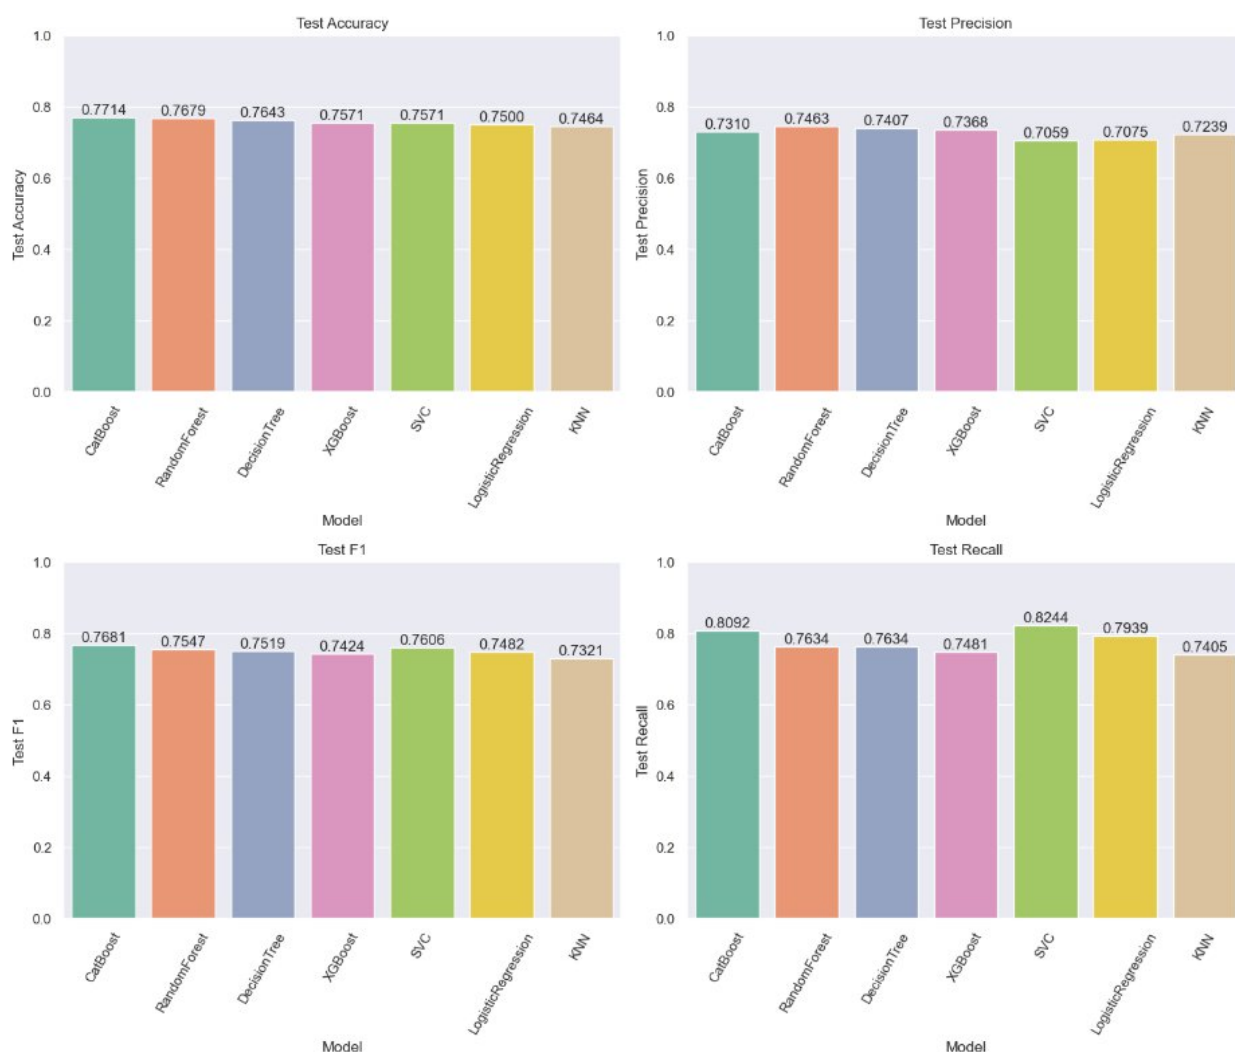 Test Accuracy
1.0
0.8
0.6
0.4
0.2
0.0
Test Accuracy
0.7714 0.7679 0.7643 0.7571 0.7571 0.7500 0.7464
CatBoost RandomForest DecisionTree XGBoost SVC LogisticRegression KNN
Model
Test Precision
1.0
0.8
0.6
0.4
0.2
0.0
Test Precision
0.7310 0.7463 0.7407 0.7368 0.7059 0.7075 0.7239
CatBoost RandomForest DecisionTree XGBoost SVC LogisticRegression KNN
Model
Test F1
1.0
0.8
0.6
0.4
0.2
0.0
Test F1
0.7681 0.7547 0.7519 0.7424 0.7606 0.7482 0.7321
CatBoost RandomForest DecisionTree XGBoost SVC LogisticRegression KNN
Model
Test Recall
1.0
0.8
0.6
0.4
0.2
0.0
Test Recall
0.8092 0.7634 0.7634 0.7481 0.8244 0.7939 0.7405
CatBoost RandomForest DecisionTree XGBoost SVC LogisticRegression KNN
Model